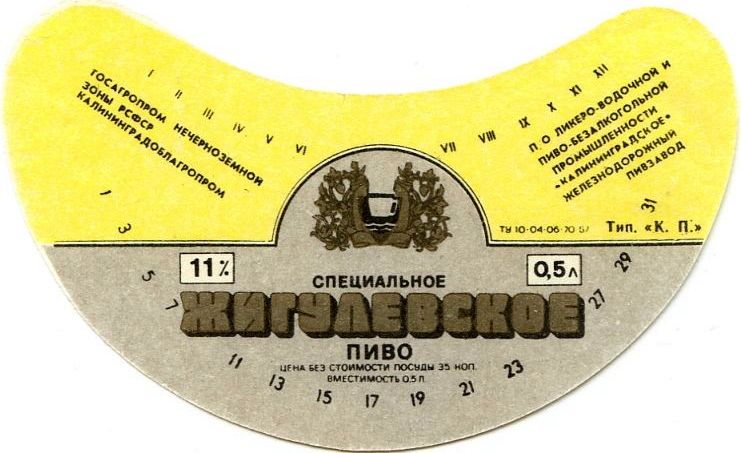 ГОСАГРОПРОМ НЕЧЕРНОЗЕМНОЙ
ЗОНЫ РСФСР
КАЛИНИНГРАДОБЛАГРОПРОМ
I II III IV V VI
VII VIII IX X XI XII
П. О ЛИКЕРО-ВОДОЧНОЙ И
ПИВО-БЕЗАЛКОГОЛЬНОЙ
ПРОМЫШЛЕННОСТИ
«КАЛИНИНГРАДСКОЕ»
ЖЕЛЕЗНОДОРОЖНЫЙ
ПИВЗАВОД
ТУ 10-04-06-70 87
Тип. «К. П.»
11%
0,5 л
СПЕЦИАЛЬНОЕ
ЖИГУЛЕВСКОЕ
ПИВО
ЦЕНА БЕЗ СТОИМОСТИ ПОСУДЫ 35 КОП.
ВМЕСТИМОСТЬ 0,5 Л.
1 3 5 7 11 13 15 17 19 21 23 27 29 31